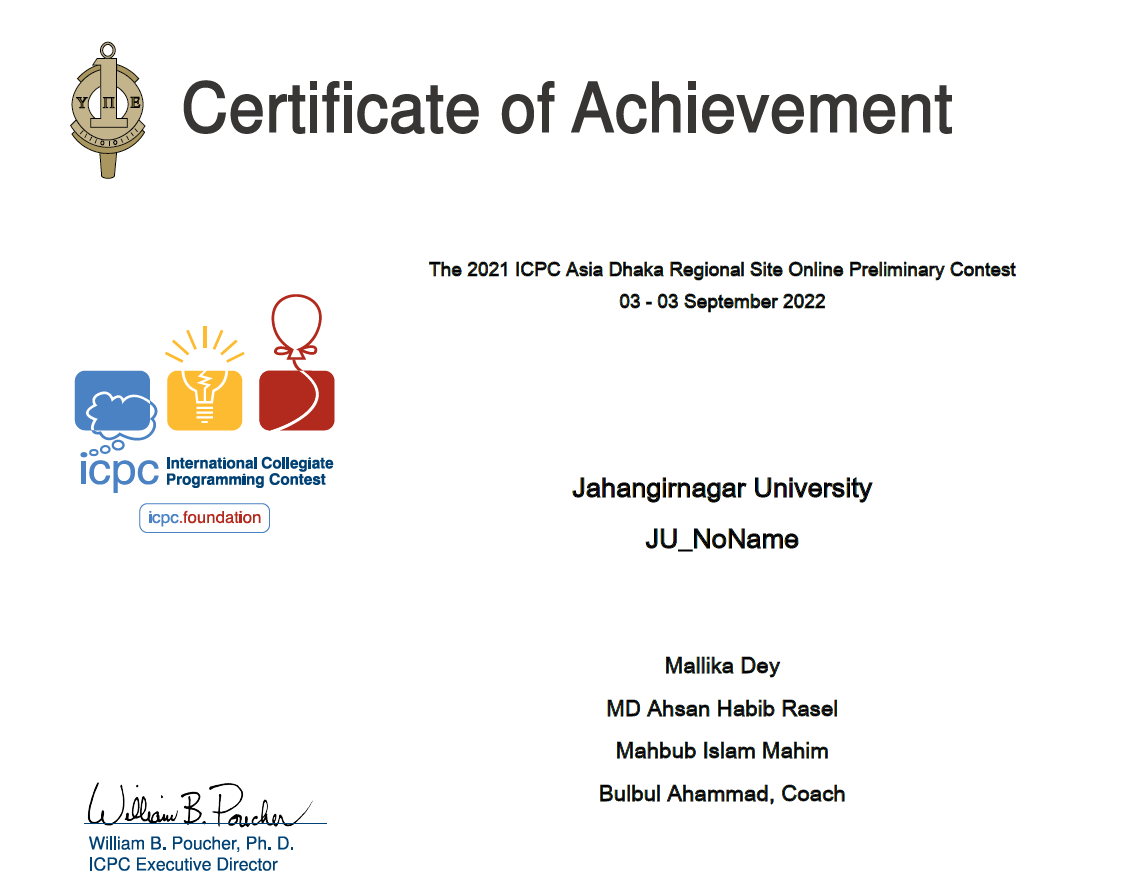 Υ Π Ε
Certificate of Achievement
The 2021 ICPC Asia Dhaka Regional Site Online Preliminary Contest
03 - 03 September 2022
icpc International Collegiate
Programming Contest
icpc.foundation
Jahangirnagar University
JU_NoName
Mallika Dey
MD Ahsan Habib Rasel
Mahbub Islam Mahim
Bulbul Ahammad, Coach
William B. Poucher
William B. Poucher, Ph. D.
ICPC Executive Director